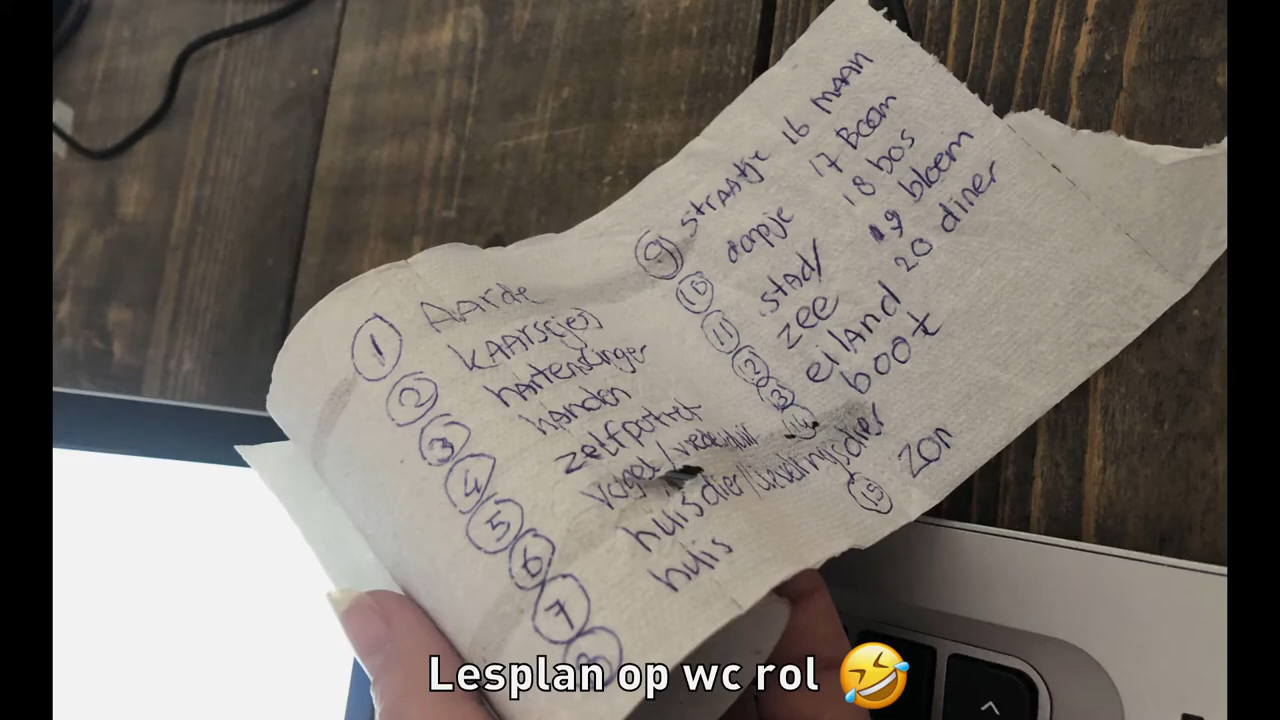 1 Aarde
2 kaarsjes
3 hartenslinger
4 handen
5 zelfportret
6 vogel/vredesduif
7 huisdier/lievelingsdier
8 huis
9 straatje
10 dorpje
11 stad/
12 zee
13 eiland
14 boot
15 zon
16 maan
17 Boom
18 bos
19 bloem
20 diner
Lesplan op wc rol 🤣